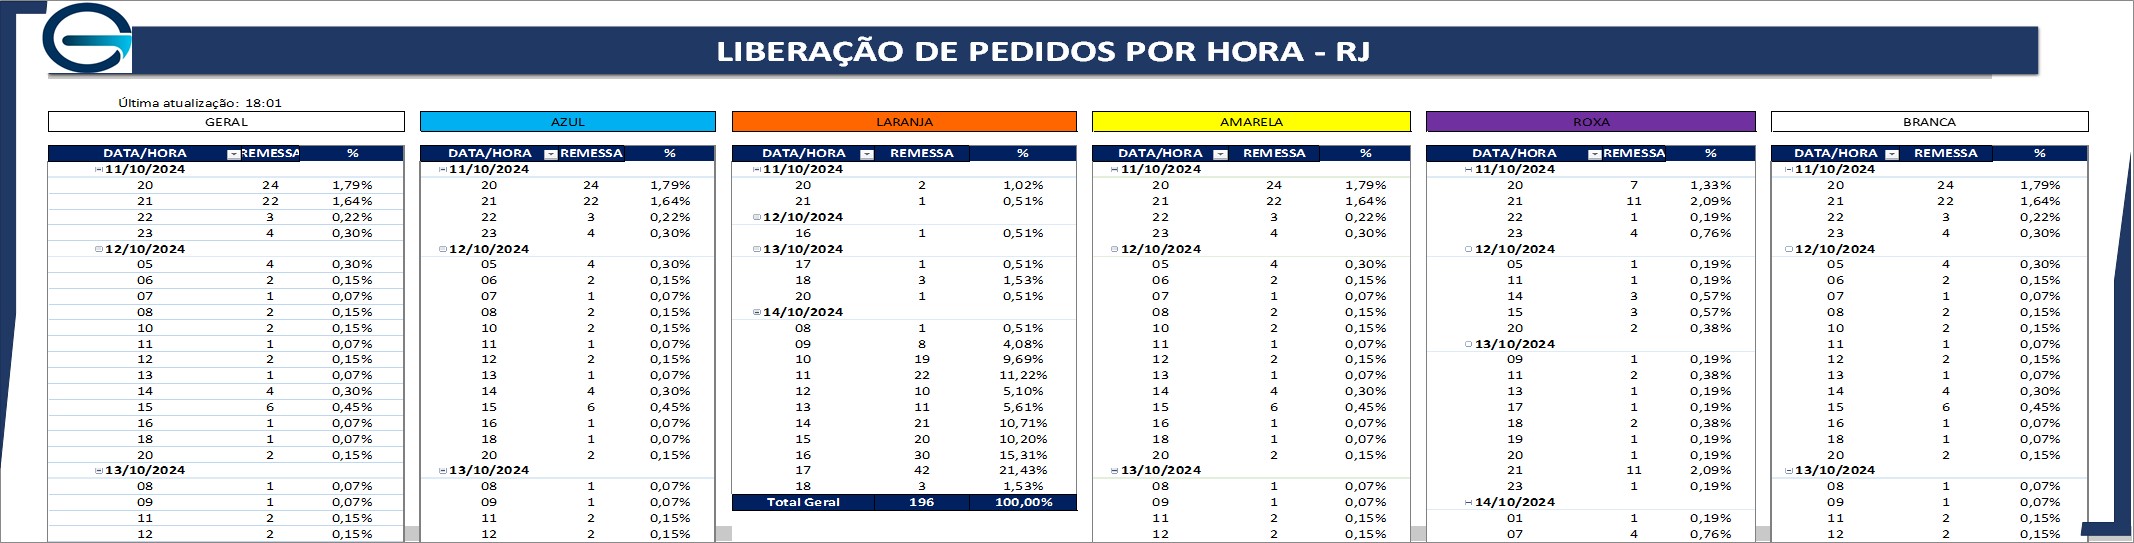 LIBERAÇÃO DE PEDIDOS POR HORA - RJ
Última atualização: 18:01
GERAL
DATA/HORA REMESSA %
11/10/2024
20 24 1,79%
21 22 1,64%
22 3 0,22%
23 4 0,30%
12/10/2024
05 4 0,30%
06 2 0,15%
07 1 0,07%
08 2 0,15%
10 2 0,15%
11 1 0,07%
12 2 0,15%
13 1 0,07%
14 4 0,30%
15 6 0,45%
16 1 0,07%
18 1 0,07%
20 2 0,15%
13/10/2024
08 1 0,07%
09 1 0,07%
11 2 0,15%
12 2 0,15%
AZUL
DATA/HORA REMESSA %
11/10/2024
20 24 1,79%
21 22 1,64%
22 3 0,22%
23 4 0,30%
12/10/2024
05 4 0,30%
06 2 0,15%
07 1 0,07%
08 2 0,15%
10 2 0,15%
11 1 0,07%
12 2 0,15%
13 1 0,07%
14 4 0,30%
15 6 0,45%
16 1 0,07%
18 1 0,07%
20 2 0,15%
13/10/2024
08 1 0,07%
09 1 0,07%
11 2 0,15%
12 2 0,15%
LARANJA
DATA/HORA REMESSA %
11/10/2024
20 2 1,02%
21 1 0,51%
12/10/2024
16 1 0,51%
13/10/2024
17 1 0,51%
18 3 1,53%
20 1 0,51%
14/10/2024
08 1 0,51%
09 8 4,08%
10 19 9,69%
11 22 11,22%
12 10 5,10%
13 11 5,61%
14 21 10,71%
15 20 10,20%
16 30 15,31%
17 42 21,43%
18 3 1,53%
Total Geral 196 100,00%
AMARELA
DATA/HORA REMESSA %
11/10/2024
20 24 1,79%
21 22 1,64%
22 3 0,22%
23 4 0,30%
12/10/2024
05 4 0,30%
06 2 0,15%
07 1 0,07%
08 2 0,15%
10 2 0,15%
11 1 0,07%
12 2 0,15%
13 1 0,07%
14 4 0,30%
15 6 0,45%
16 1 0,07%
18 1 0,07%
20 2 0,15%
13/10/2024
08 1 0,07%
09 1 0,07%
11 2 0,15%
12 2 0,15%
ROXA
DATA/HORA REMESSA %
11/10/2024
20 7 1,33%
21 11 2,09%
22 1 0,19%
23 4 0,76%
12/10/2024
05 1 0,19%
11 1 0,19%
14 3 0,57%
15 3 0,57%
20 2 0,38%
13/10/2024
09 1 0,19%
11 2 0,38%
13 1 0,19%
17 1 0,19%
18 2 0,38%
19 1 0,19%
20 1 0,19%
21 11 2,09%
23 1 0,19%
14/10/2024
01 1 0,19%
07 4 0,76%
BRANCA
DATA/HORA REMESSA %
11/10/2024
20 24 1,79%
21 22 1,64%
22 3 0,22%
23 4 0,30%
12/10/2024
05 4 0,30%
06 2 0,15%
07 1 0,07%
08 2 0,15%
10 2 0,15%
11 1 0,07%
12 2 0,15%
13 1 0,07%
14 4 0,30%
15 6 0,45%
16 1 0,07%
18 1 0,07%
20 2 0,15%
13/10/2024
08 1 0,07%
09 1 0,07%
11 2 0,15%
12 2 0,15%